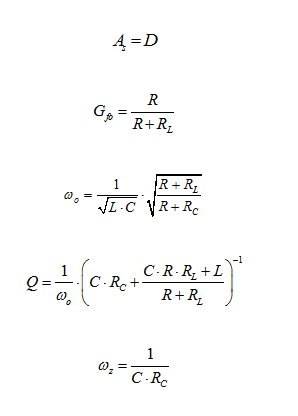 A_s = D
G_fo = R / (R + R_L)
ω_o = 1 / √(L · C) · √((R + R_L) / (R + R_C))
Q = 1 / ω_o · (C · R_C + (C · R · R_L + L) / (R + R_L))^−1
ω_z = 1 / (C · R_C)